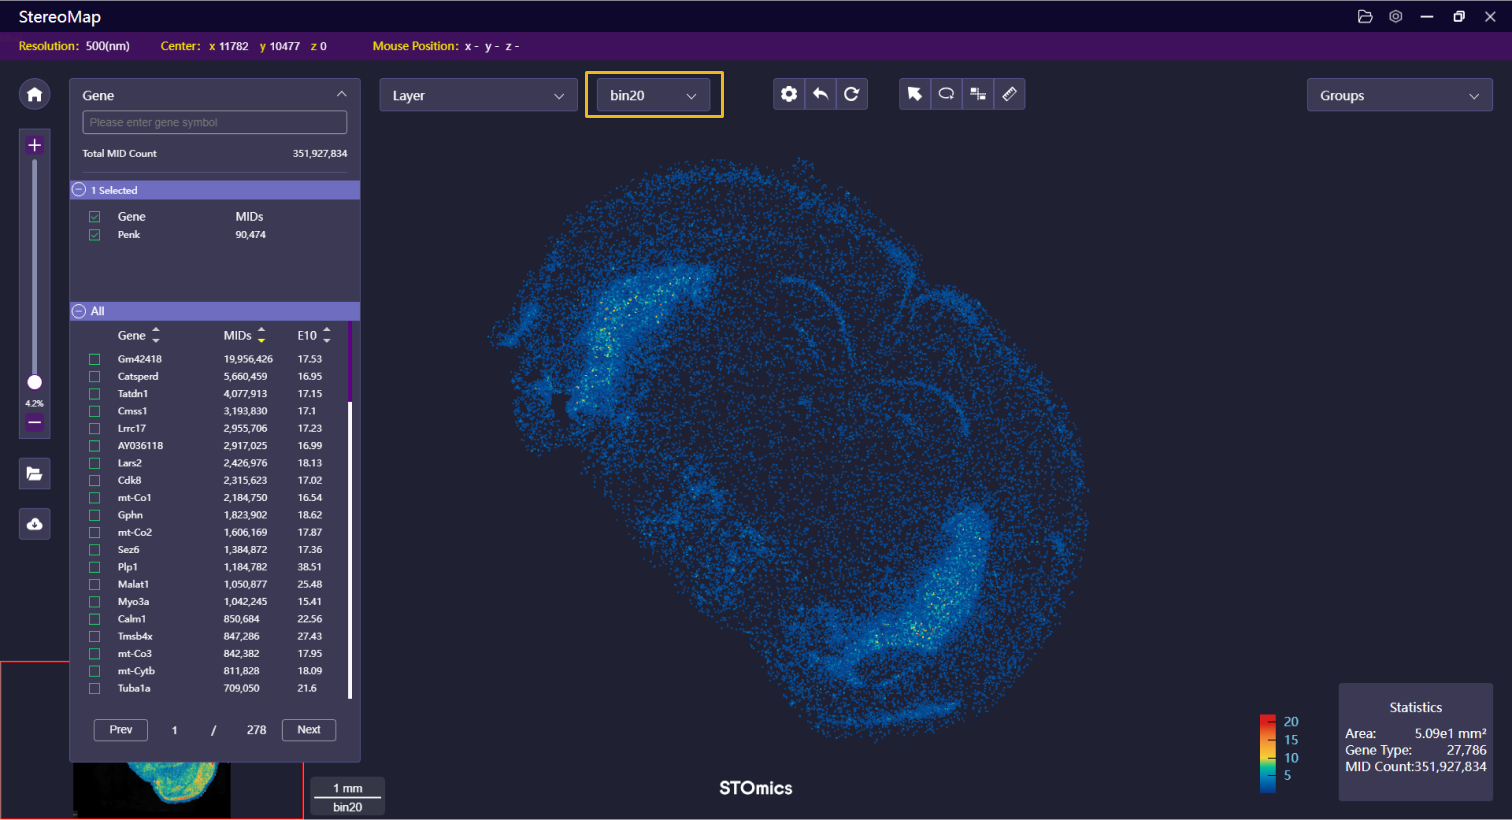 StereoMap
Resolution: 500(nm) Center: x 11782 y 10477 z 0 Mouse Position: x - y - z -
Gene
Please enter gene symbol
Total MID Count 351,927,834
1 Selected
Gene MIDs
Penk 90,474
All
Gene MIDs E10
Gm42418 19,956,426 17.53
Catsperd 5,660,459 16.95
Tatdn1 4,077,913 17.15
Cmss1 3,193,830 17.1
Lrrc17 2,955,706 17.23
AY036118 2,917,025 16.99
Lars2 2,426,976 18.13
Cdk8 2,315,623 17.02
mt-Co1 2,184,750 16.54
Gphn 1,823,902 18.62
mt-Co2 1,606,169 17.87
Sez6 1,384,872 17.36
Plp1 1,184,782 38.51
Malat1 1,050,877 25.48
Myo3a 1,042,245 15.41
Calm1 850,684 22.56
Tmsb4x 847,286 27.43
mt-Co3 842,382 17.95
mt-Cytb 811,828 18.09
Tuba1a 709,050 21.6
Prev 1 / 278 Next
4.2%
Layer
bin20
Groups
1 mm
bin20
STOmics
20
15
10
5
Statistics
Area: 5.09e1 mm²
Gene Type: 27,786
MID Count:351,927,834